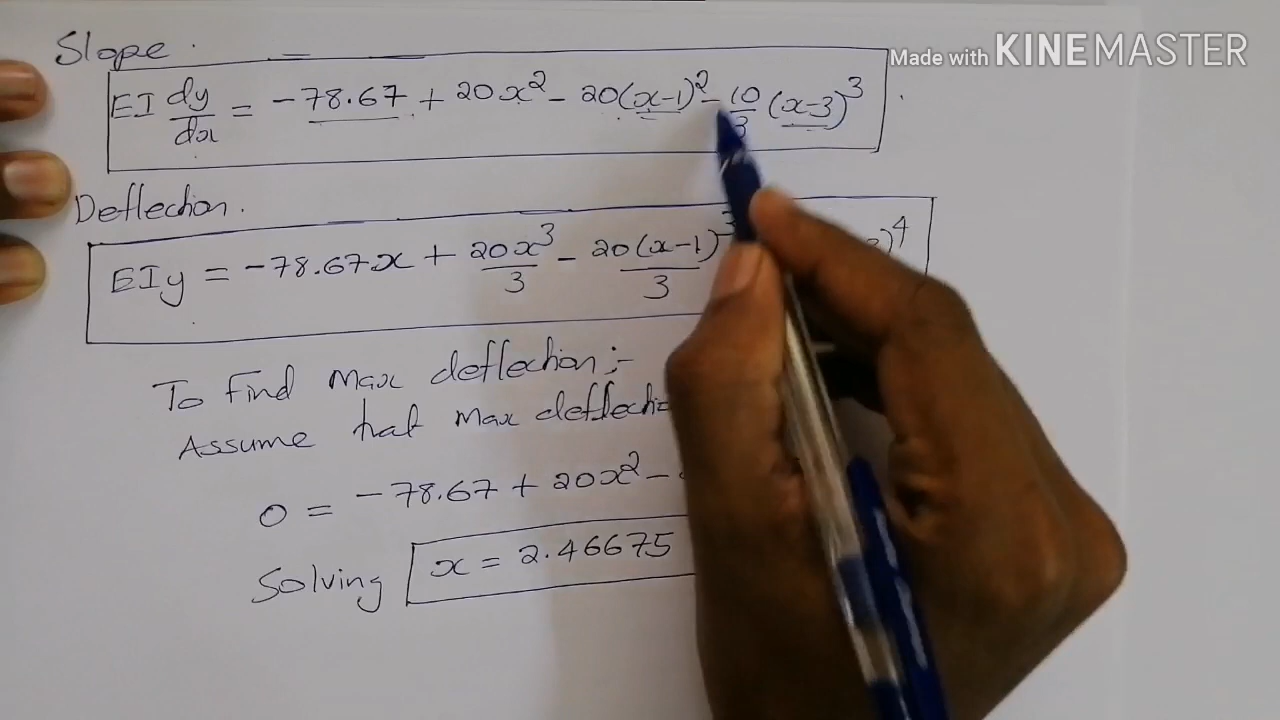 Slope.
Made with KINEMASTER
EI dy/dx = -78.67 + 20x² - 20(x-1)² - 10/3 (x-3)³
Deflection.
EIy = -78.67x + 20x³/3 - 20(x-1)³/3 )⁴
To Find Max deflection :-
Assume that Max
0 = -78.67 + 20x² -
Solving x = 2.46675